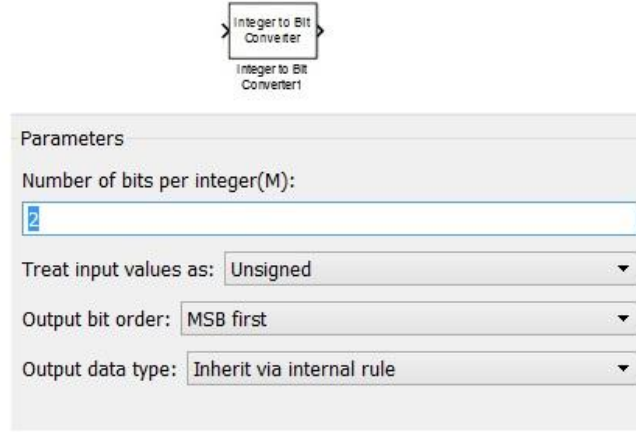 Integer to Bit
Converter
Integer to Bit
Converter1
Parameters
Number of bits per integer(M):
2
Treat input values as: Unsigned
Output bit order: MSB first
Output data type: Inherit via internal rule